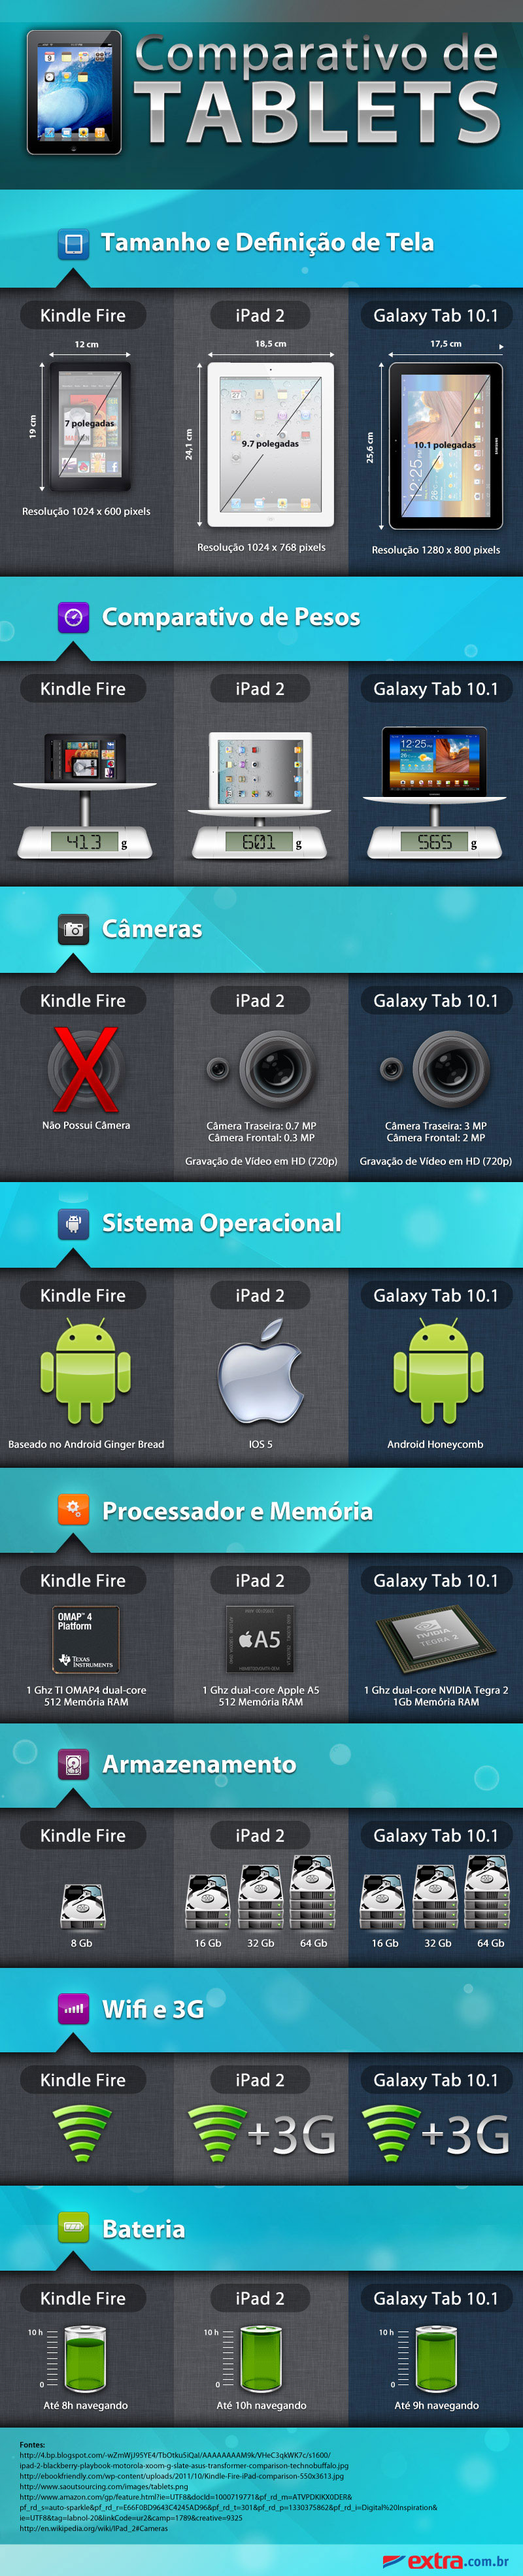 Comparativo de
TABLETS
Tamanho e Definição de Tela
Kindle Fire
iPad 2
Galaxy Tab 10.1
12 cm
18,5 cm
17,5 cm
19 cm
24,1 cm
25,6 cm
7 polegadas
9.7 polegadas
10.1 polegadas
12:25
Resolução 1024 x 600 pixels
Resolução 1024 x 768 pixels
Resolução 1280 x 800 pixels
Comparativo de Pesos
Kindle Fire
iPad 2
Galaxy Tab 10.1
12:25
413 g
601 g
565 g
Câmeras
Kindle Fire
iPad 2
Galaxy Tab 10.1
X
Não Possui Câmera
Câmera Traseira: 0.7 MP
Câmera Frontal: 0.3 MP
Gravação de Vídeo em HD (720p)
Câmera Traseira: 3 MP
Câmera Frontal: 2 MP
Gravação de Vídeo em HD (720p)
Sistema Operacional
Kindle Fire
iPad 2
Galaxy Tab 10.1
Baseado no Android Ginger Bread
IOS 5
Android Honeycomb
Processador e Memória
Kindle Fire
iPad 2
Galaxy Tab 10.1
OMAP™ 4
Platform
TEXAS
INSTRUMENTS
A5
NVIDIA
TEGRA 2
1 Ghz TI OMAP4 dual-core
512 Memória RAM
1 Ghz dual-core Apple A5
512 Memória RAM
1 Ghz dual-core NVIDIA Tegra 2
1Gb Memória RAM
Armazenamento
Kindle Fire
iPad 2
Galaxy Tab 10.1
8 Gb
16 Gb
32 Gb
64 Gb
16 Gb
32 Gb
64 Gb
Wifi e 3G
Kindle Fire
iPad 2
Galaxy Tab 10.1
+3G
+3G
Bateria
Kindle Fire
iPad 2
Galaxy Tab 10.1
10 h
0
10 h
0
10 h
0
Até 8h navegando
Até 10h navegando
Até 9h navegando
Fontes:
http://4.bp.blogspot.com/-wZmWjJ95YE4/TbOtku5iQaI/AAAAAAAAM9k/VHeC3qkWK7c/s1600/
ipad-2-blackberry-playbook-motorola-xoom-g-slate-asus-transformer-comparison-technobuffalo.jpg
http://ebookfriendly.com/wp-content/uploads/2011/10/Kindle-Fire-iPad-comparison-550x3613.jpg
http://www.saoutsourcing.com/images/tablets.png
http://www.amazon.com/gp/feature.html?ie=UTF8&docId=1000719771&pf_rd_m=ATVPDKIKX0DER&
pf_rd_s=auto-sparkle&pf_rd_r=E66F0BD9643C4245AD96&pf_rd_t=301&pf_rd_p=1330375862&pf_rd_i=Digital%20Inspiration&
ie=UTF8&tag=labnol-20&linkCode=ur2&camp=1789&creative=9325
http://en.wikipedia.org/wiki/IPad_2#Cameras
extra.com.br